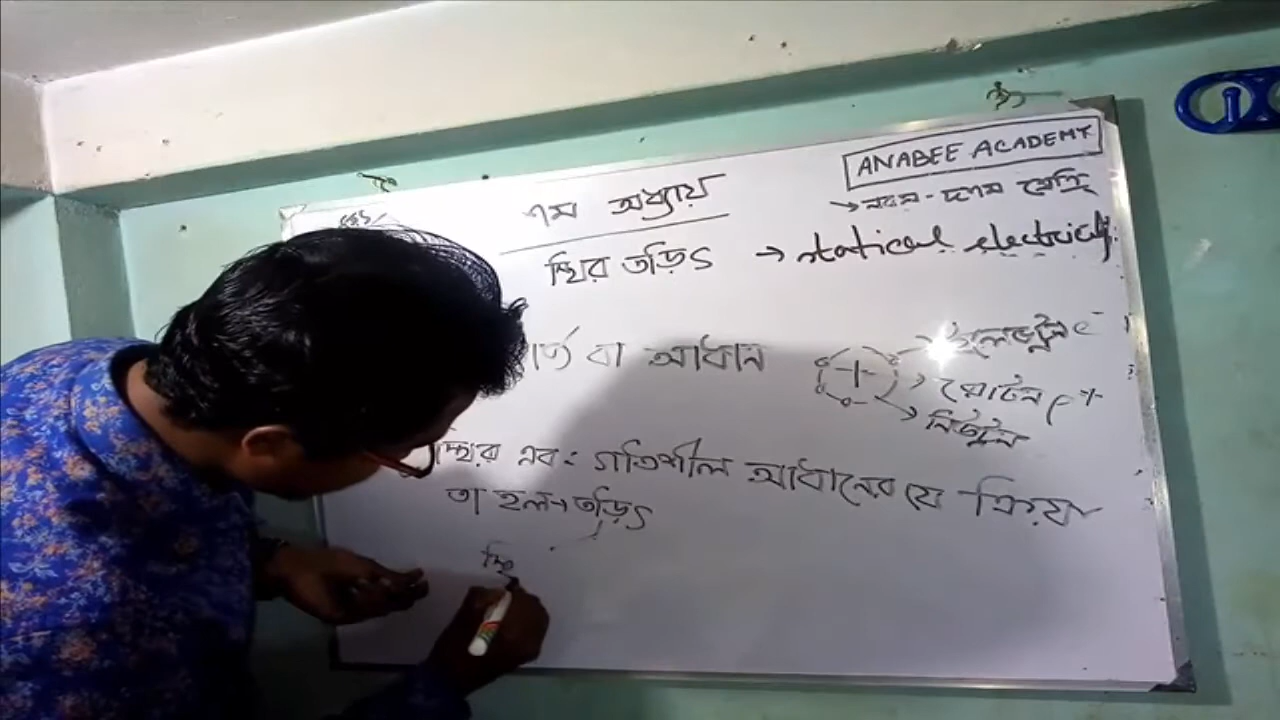 ANABEE ACADEMY
৭ম অধ্যায়
→ নবম-দশম শ্রেণি
স্থির তড়িৎ → statical electricity
বা আধান
+ → ইলেকট্রন e-
→ প্রোটন p+
→ নিউট্রন
স্থির এবং গতিশীল আধানের যে ক্রিয়া
তা হল→ তড়িৎ
স্থি